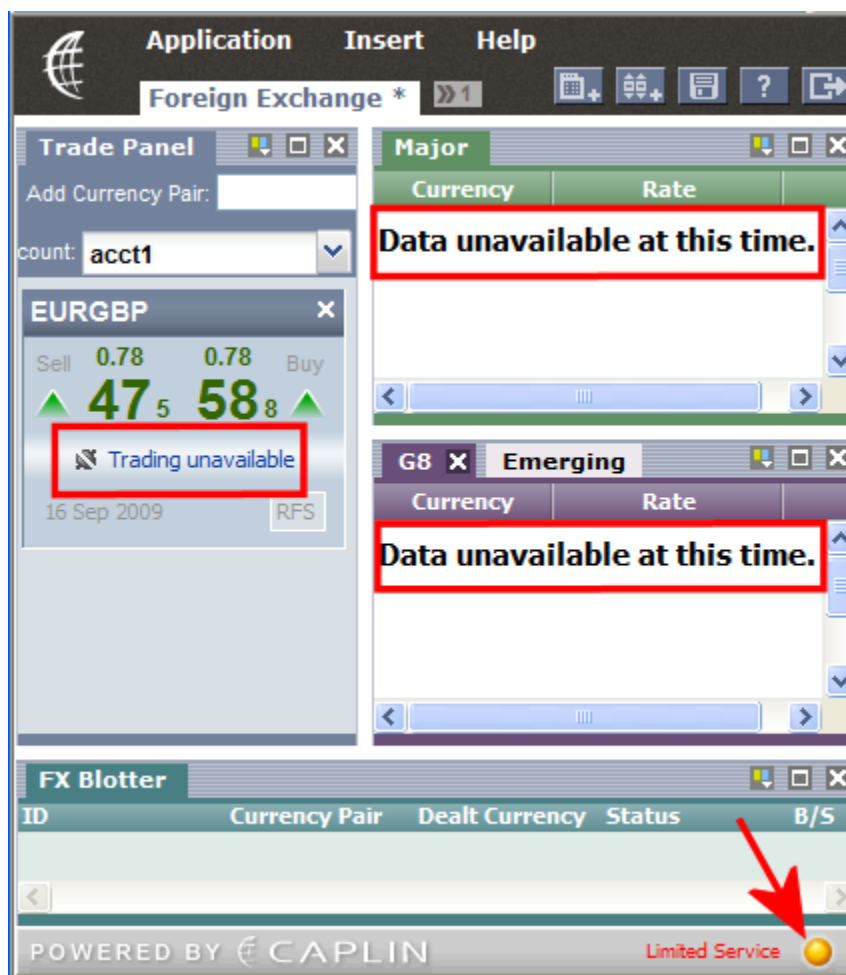 Application Insert Help
Foreign Exchange * »1 ?
Trade Panel
Add Currency Pair:
count: acct1
EURGBP
Sell 0.78 0.78 Buy
47 5 58 8
Trading unavailable
16 Sep 2009 RFS
Major
Currency Rate
Data unavailable at this time.
G8 Emerging
Currency Rate
Data unavailable at this time.
FX Blotter
ID Currency Pair Dealt Currency Status B/S
POWERED BY CAPLIN Limited Service